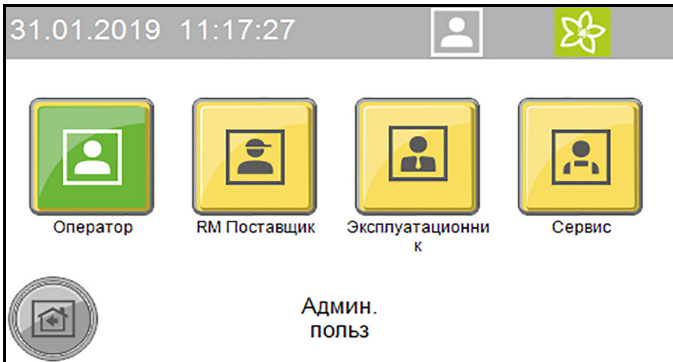 31.01.2019 11:17:27
Оператор
RM Поставщик
Эксплуатационни
к
Сервис
Админ.
польз